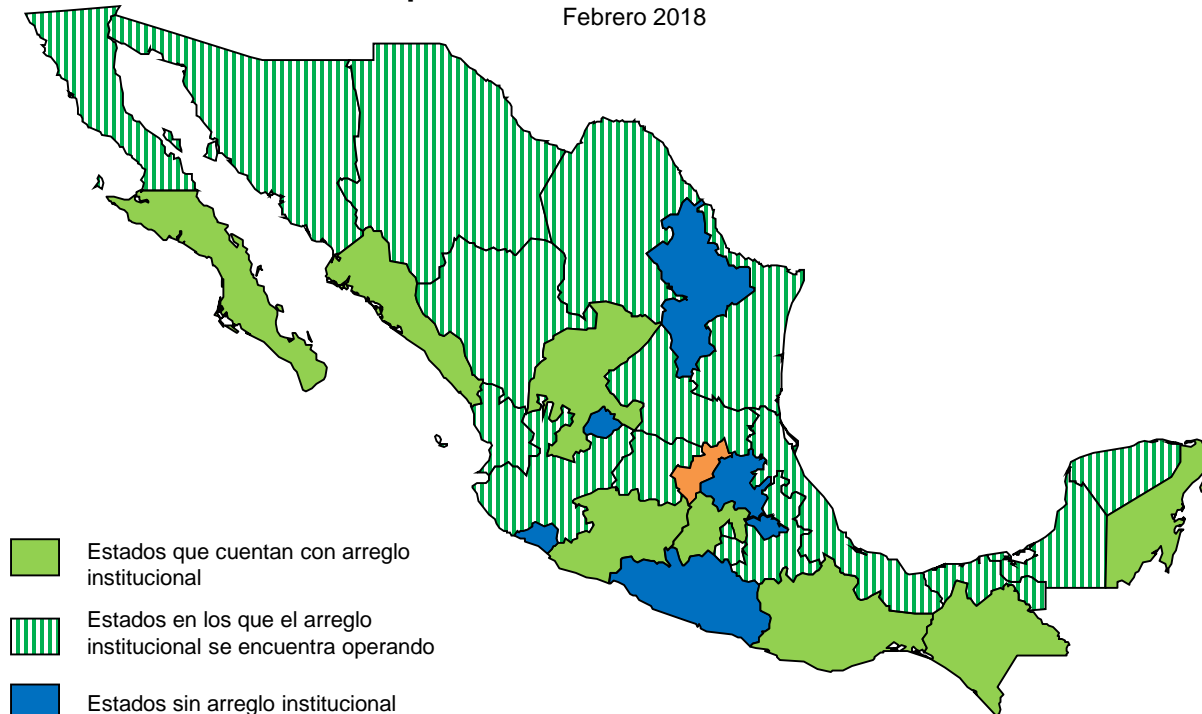 Febrero 2018
Estados que cuentan con arreglo
institucional
Estados en los que el arreglo
institucional se encuentra operando
Estados sin arreglo institucional